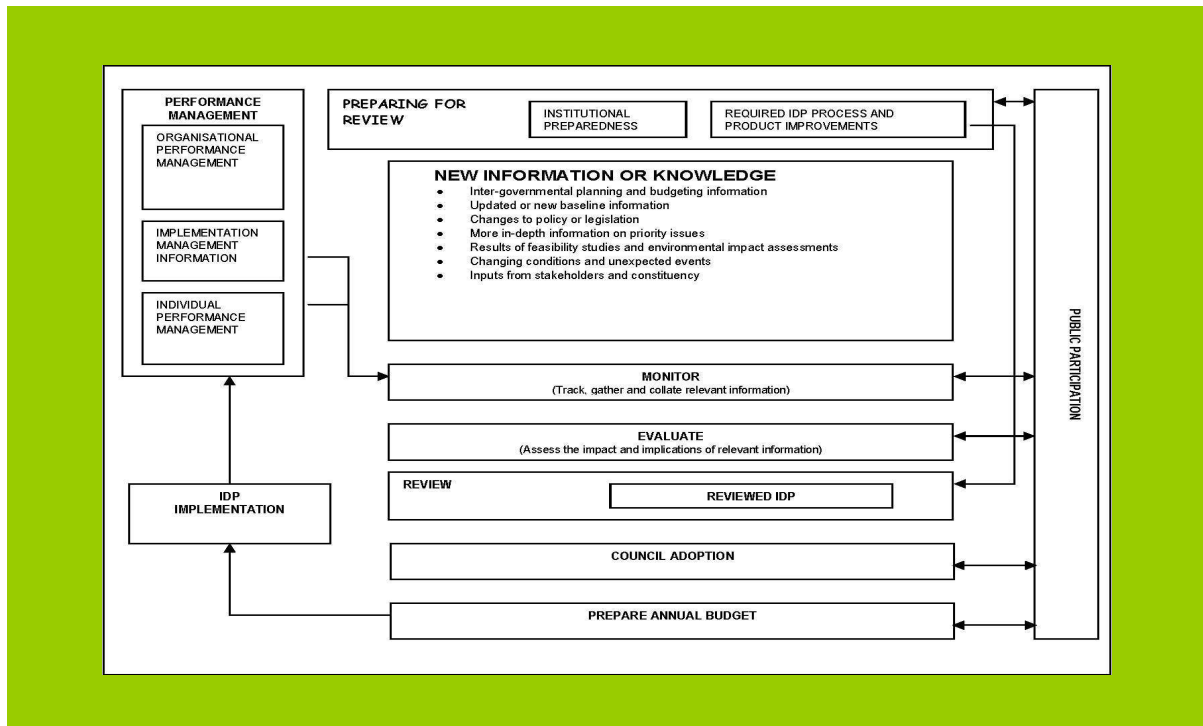 PERFORMANCE
MANAGEMENT
ORGANISATIONAL
PERFORMANCE
MANAGEMENT
IMPLEMENTATION
MANAGEMENT
INFORMATION
INDIVIDUAL
PERFORMANCE
MANAGEMENT
IDP
IMPLEMENTATION
PREPARING FOR
REVIEW
INSTITUTIONAL
PREPAREDNESS
REQUIRED IDP PROCESS AND
PRODUCT IMPROVEMENTS
NEW INFORMATION OR KNOWLEDGE
● Inter-governmental planning and budgeting information
● Updated or new baseline information
● Changes to policy or legislation
● More in-depth information on priority issues
● Results of feasibility studies and environmental impact assessments
● Changing conditions and unexpected events
● Inputs from stakeholders and constituency
MONITOR
(Track, gather and collate relevant information)
EVALUATE
(Assess the impact and implications of relevant information)
REVIEW
REVIEWED IDP
COUNCIL ADOPTION
PREPARE ANNUAL BUDGET
PUBLIC PARTICIPATION